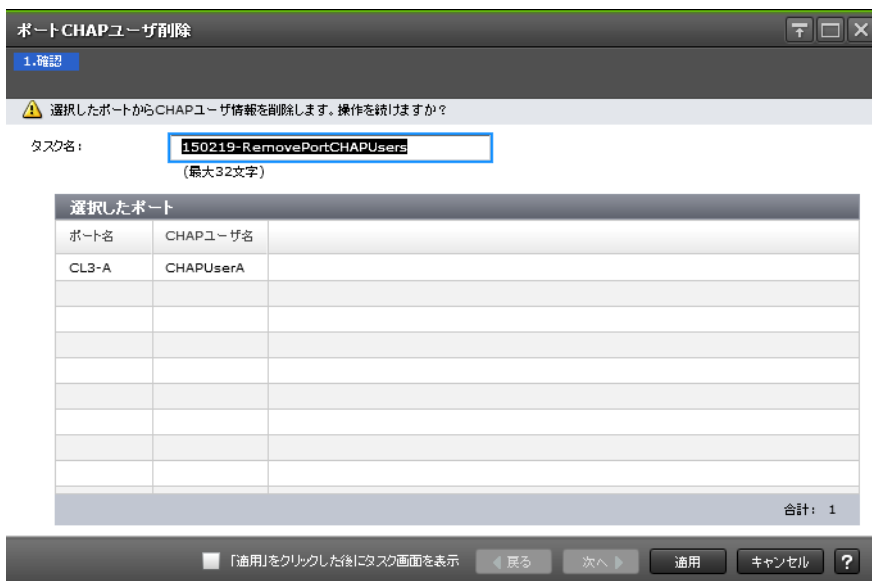 ポートCHAPユーザ削除
1.確認
選択したポートからCHAPユーザ情報を削除します。操作を続けますか？
タスク名： 150219-RemovePortCHAPUsers
(最大32文字)
選択したポート
ポート名 CHAPユーザ名
CL3-A CHAPUserA
合計： 1
「適用」をクリックした後にタスク画面を表示 戻る 次へ 適用 キャンセル ?